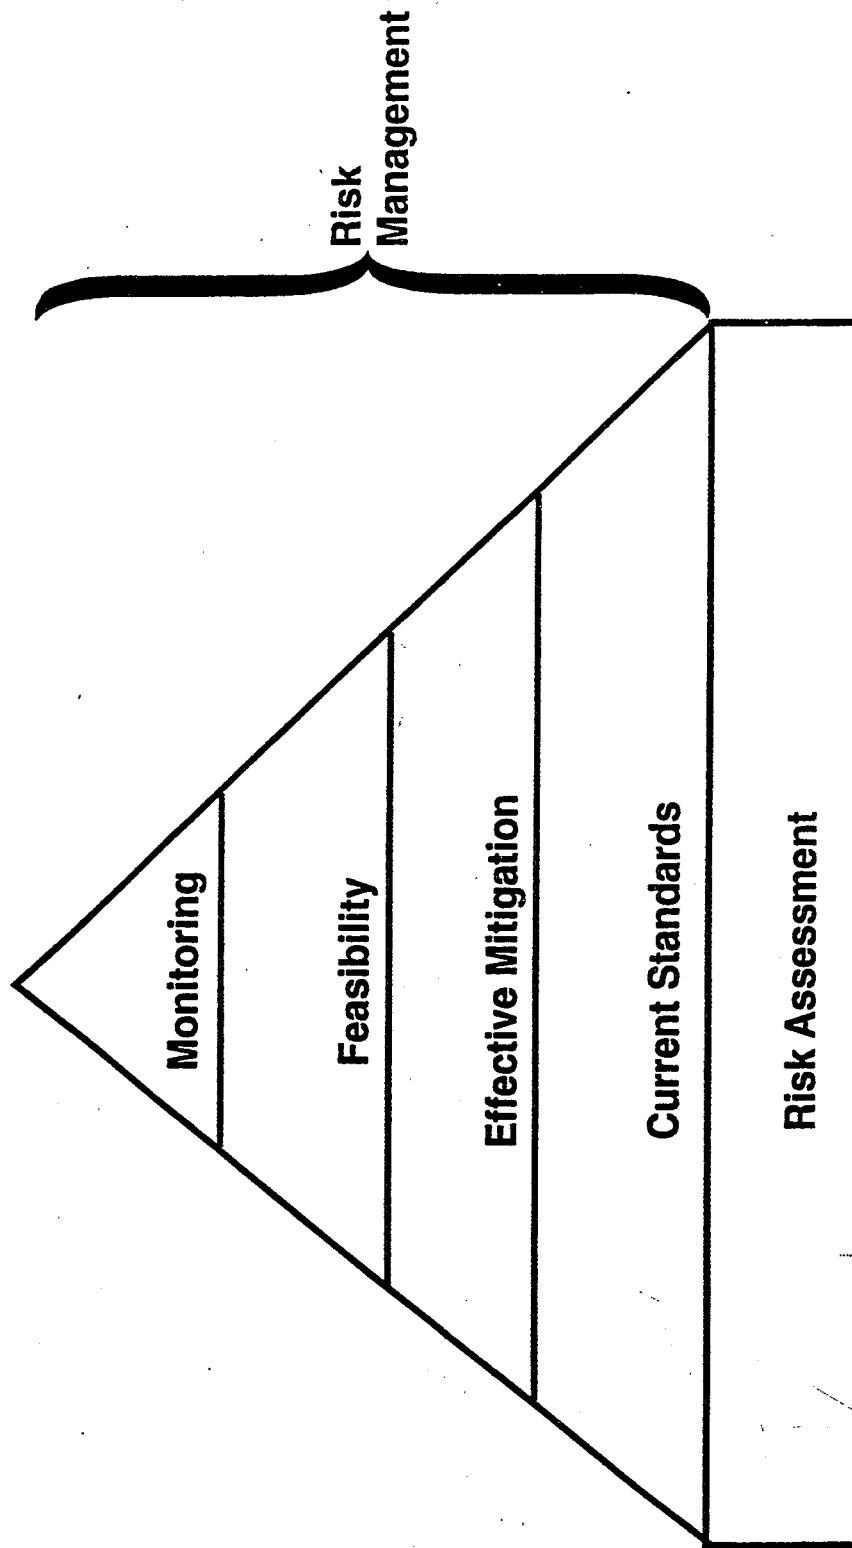 Risk
Management
Monitoring
Feasibility
Effective Mitigation
Current Standards
Risk Assessment